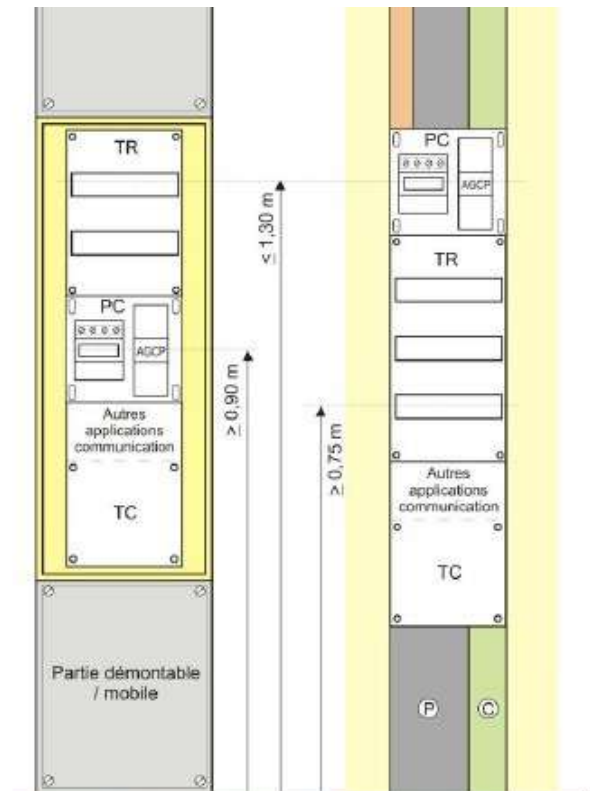 TR
PC
AGCP
Autres
applications
communication
TC
Partie démontable
/ mobile
≥ 0,90 m
≤ 1,30 m
≥ 0,75 m
PC
AGCP
TR
Autres
applications
communication
TC
P
C